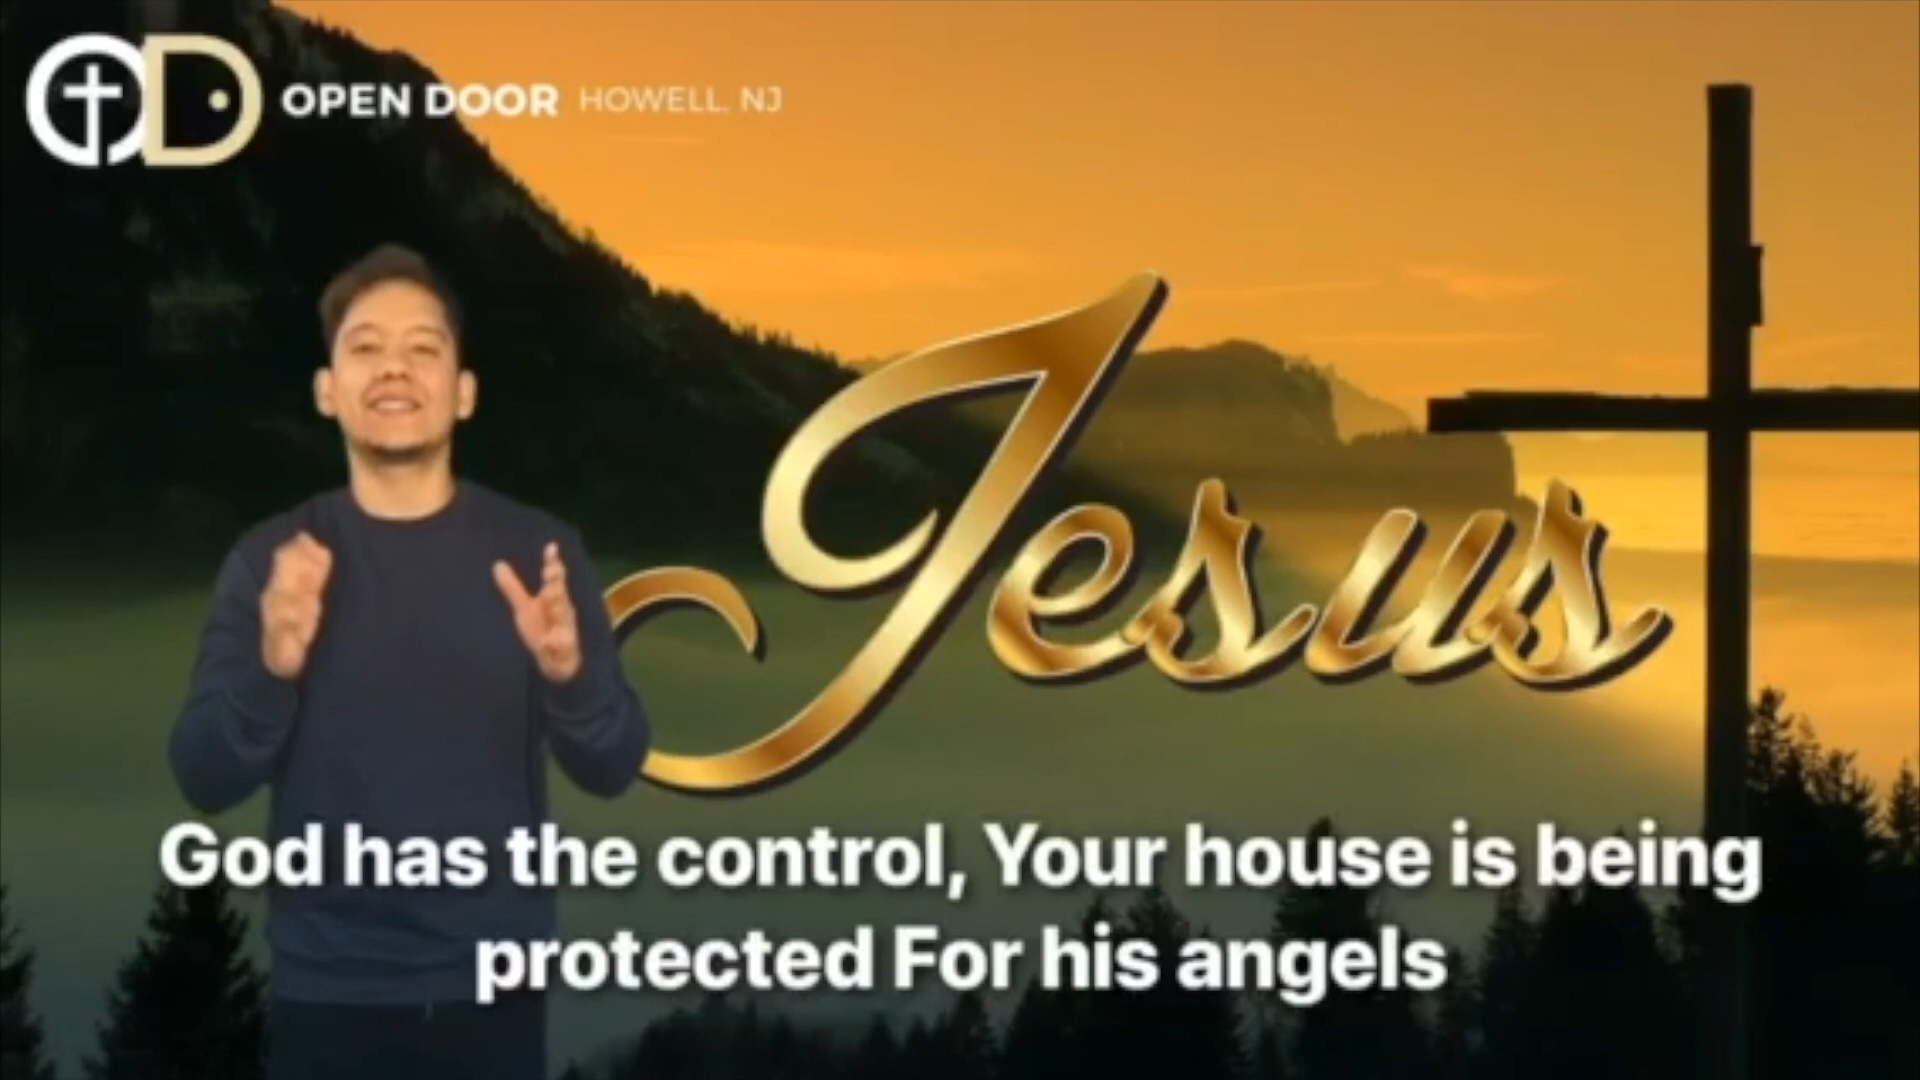 OPEN DOOR HOWELL, NJ
Jesus
God has the control, Your house is being
protected For his angels